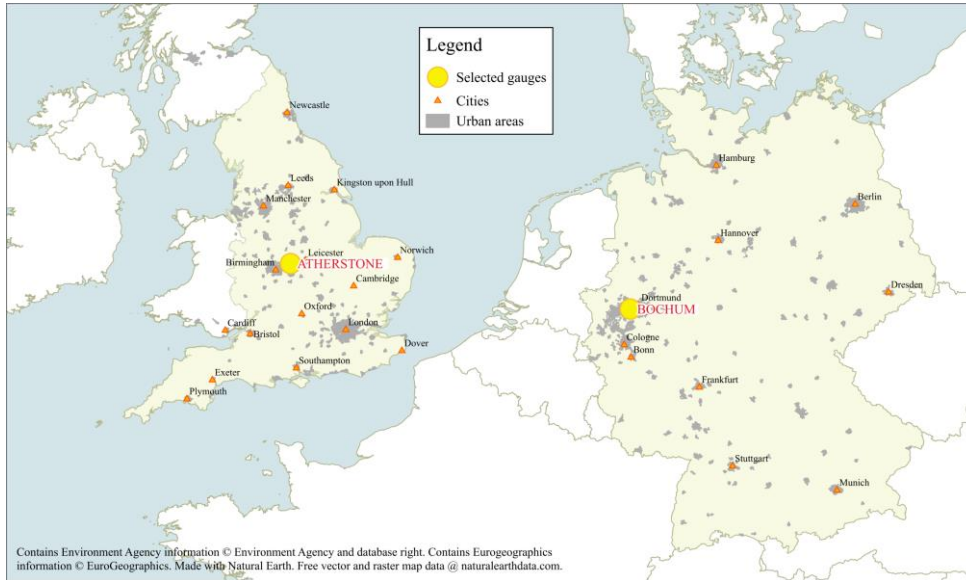 Legend
Selected gauges
Cities
Urban areas
Newcastle
Leeds
Kingston upon Hull
Manchester
Leicester
Norwich
Birmingham
ATHERSTONE
Cambridge
Oxford
London
Cardiff
Bristol
Dover
Southampton
Exeter
Plymouth
Hamburg
Berlin
Hannover
Dresden
Dortmund
BOCHUM
Cologne
Bonn
Frankfurt
Stuttgart
Munich
Contains Environment Agency information © Environment Agency and database right. Contains Eurogeographics
information © EuroGeographics. Made with Natural Earth. Free vector and raster map data @ naturalearthdata.com.